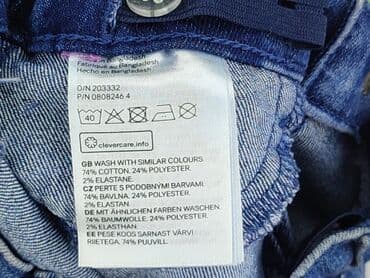 Fabriqué au Bangladesh
Hecho en Bangladesh
O/N 203332
P/N 0808246.4
40
clevercare.info
GB WASH WITH SIMILAR COLOURS.
74% COTTON. 24% POLYESTER.
2% ELASTANE.
CZ PERTE S PODOBNÝMI BARVAMI.
74% BAVLNA. 24% POLYESTER.
2% ELASTAN.
DE MIT ÄHNLICHEN FARBEN WASCHEN.
74% BAUMWOLLE. 24% POLYESTER.
2% ELASTHAN.
EE PESE KOOS SARNAST VÄRVI
RIIETEGA. 74% PUUVILL.